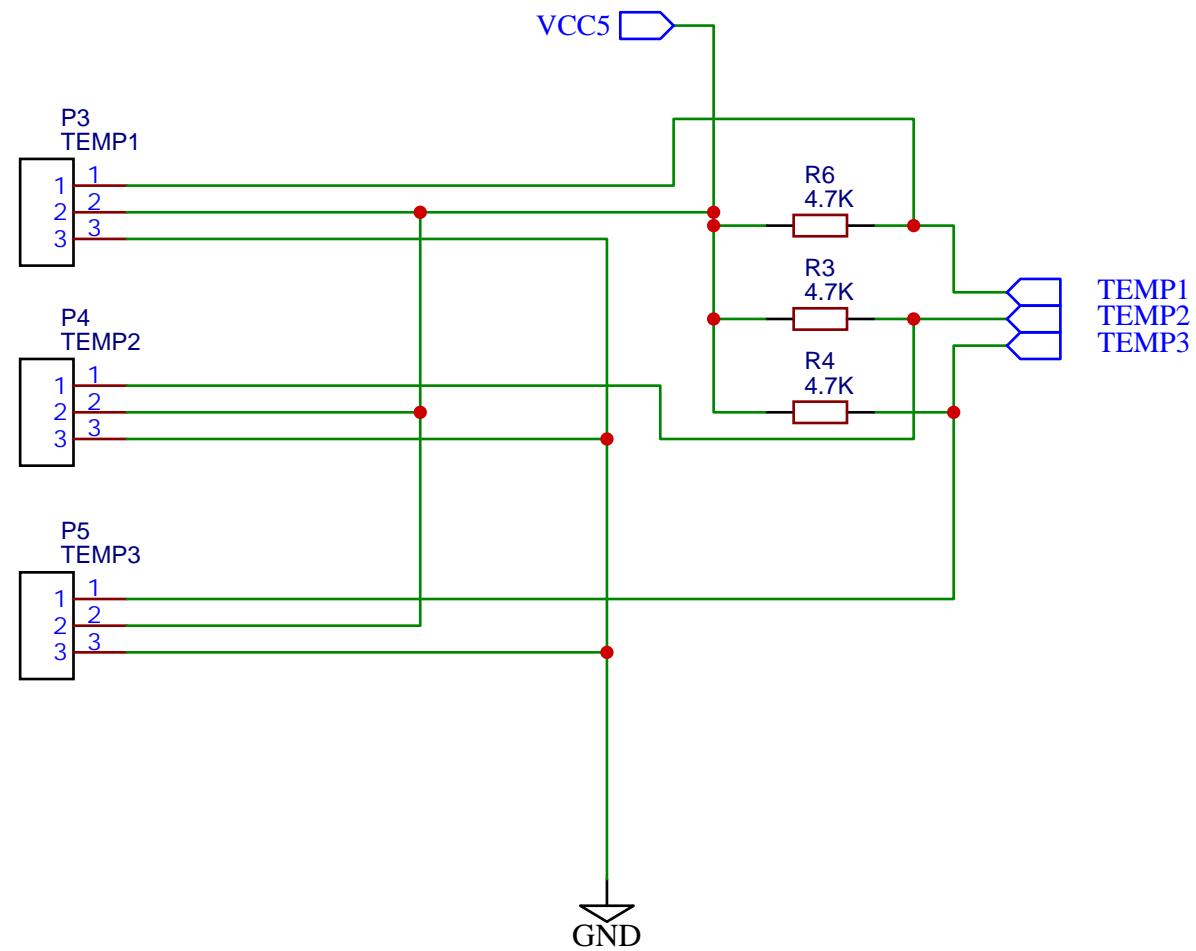 VCC5
P3
TEMP1
1 1
2 2
3 3
R6
4.7K
R3
4.7K
R4
4.7K
TEMP1
TEMP2
TEMP3
P4
TEMP2
1 1
2 2
3 3
P5
TEMP3
1 1
2 2
3 3
GND